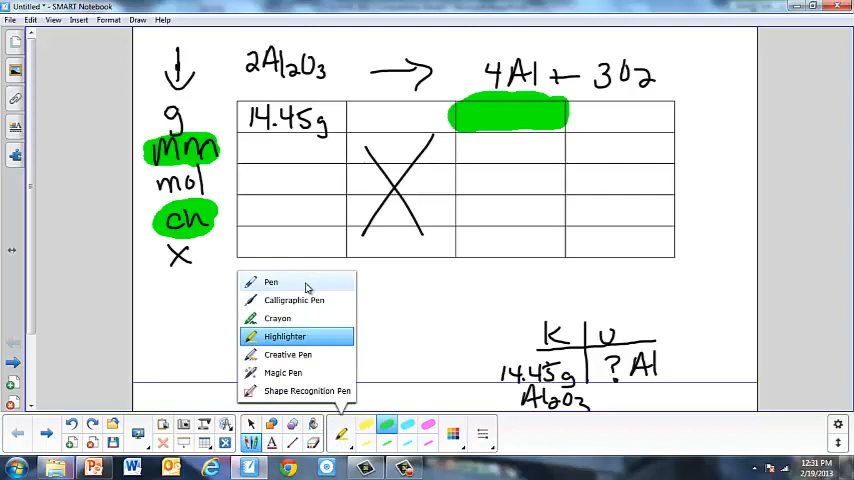 Untitled * - SMART Notebook
File Edit View Insert Format Tools Draw Help
2Al₂O₃ → 4Al + 3O₂
g 14.45g
mm
mol
ch
x
Pen
Calligraphic Pen
Crayon
Highlighter
Creative Pen
Magic Pen
Shape Recognition Pen
K U
14.45g ? Al
Al₂O₃
A
12:31 PM
2/19/2013